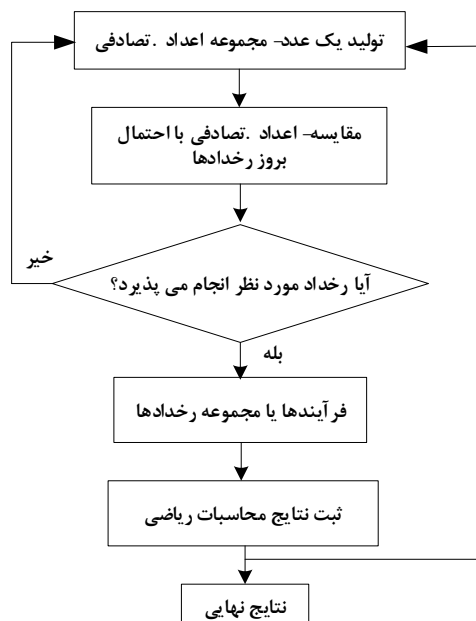 تولید یک عدد- مجموعه اعداد .تصادفی
مقایسه- اعداد .تصادفی با احتمال
بروز رخدادها
خیر
آیا رخداد مورد نظر انجام می پذیرد؟
بله
فرآیندها یا مجموعه رخدادها
ثبت نتایج محاسبات ریاضی
نتایج نهایی